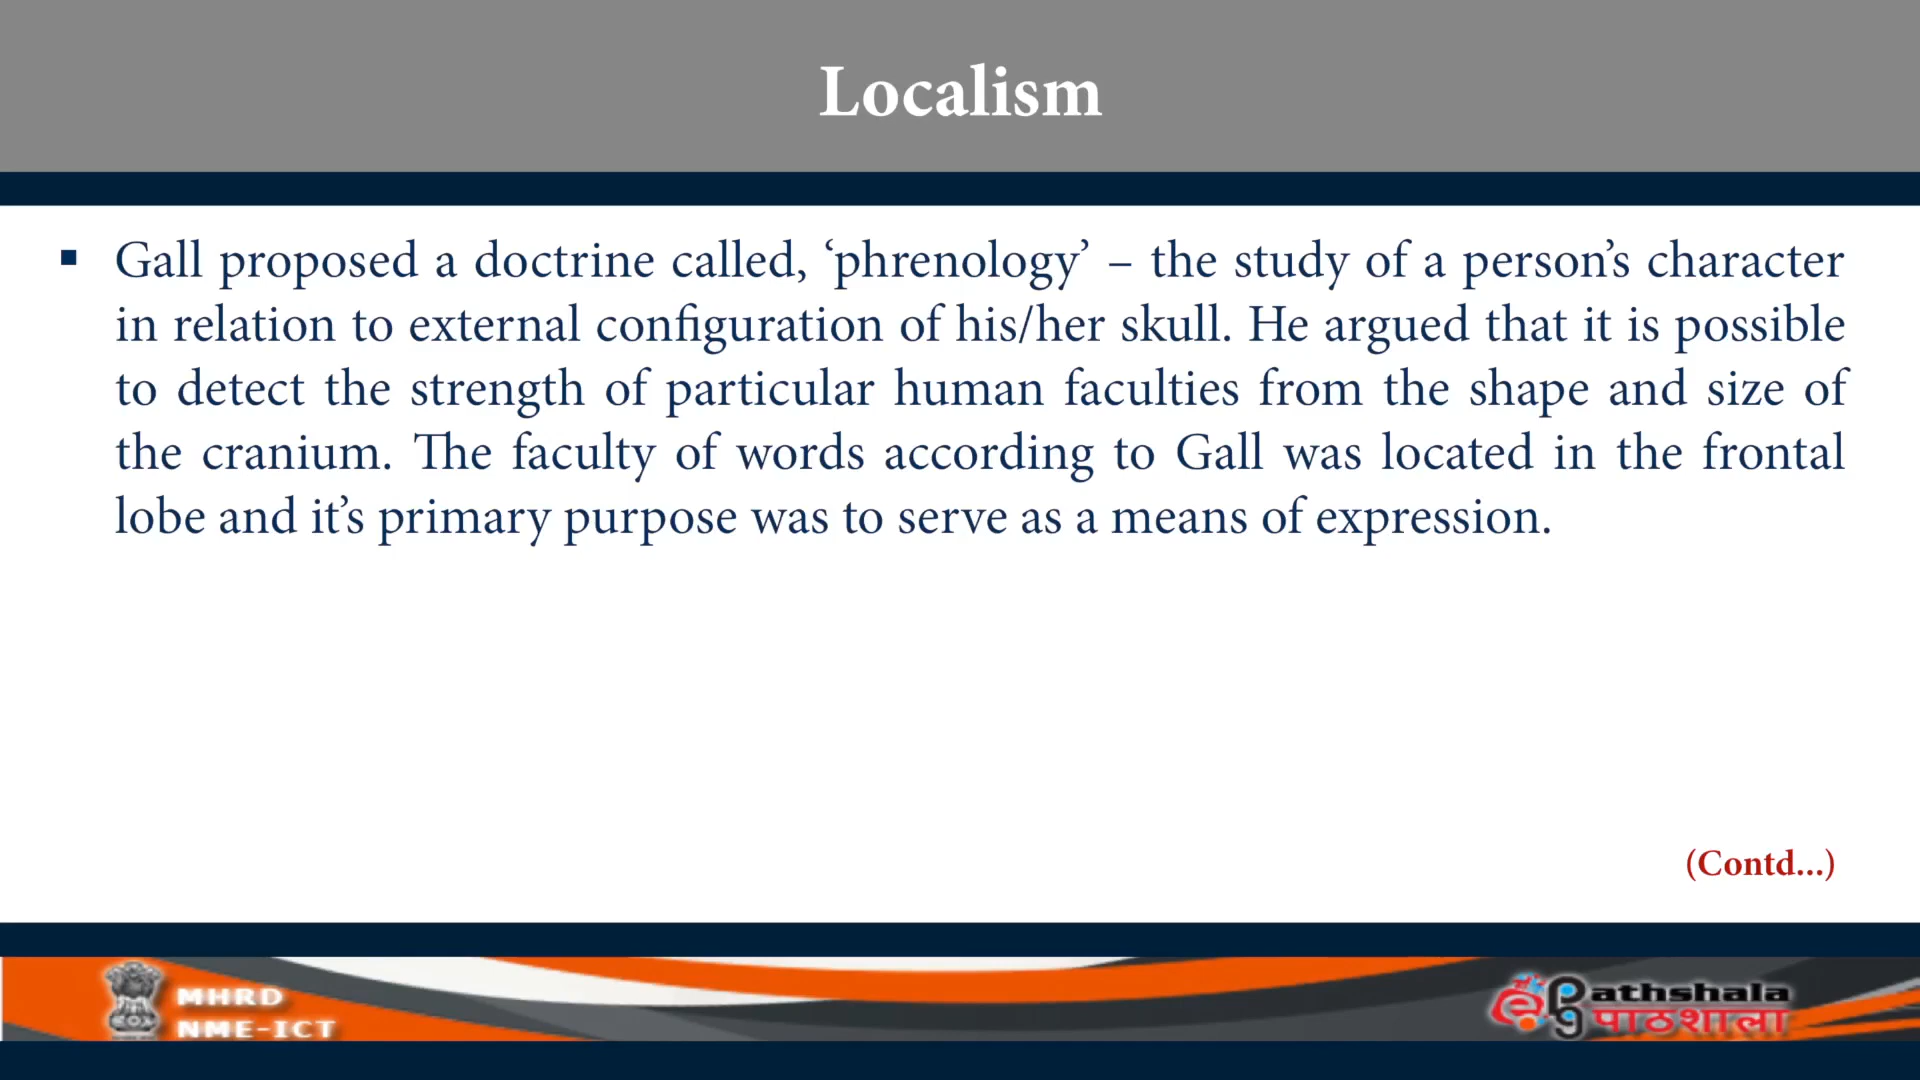 Localism
▪ Gall proposed a doctrine called, ‘phrenology’ – the study of a person’s character
in relation to external configuration of his/her skull. He argued that it is possible
to detect the strength of particular human faculties from the shape and size of
the cranium. The faculty of words according to Gall was located in the frontal
lobe and it’s primary purpose was to serve as a means of expression.
(Contd...)
MHRD
NME-ICT
ePG athshala
पाठशाला